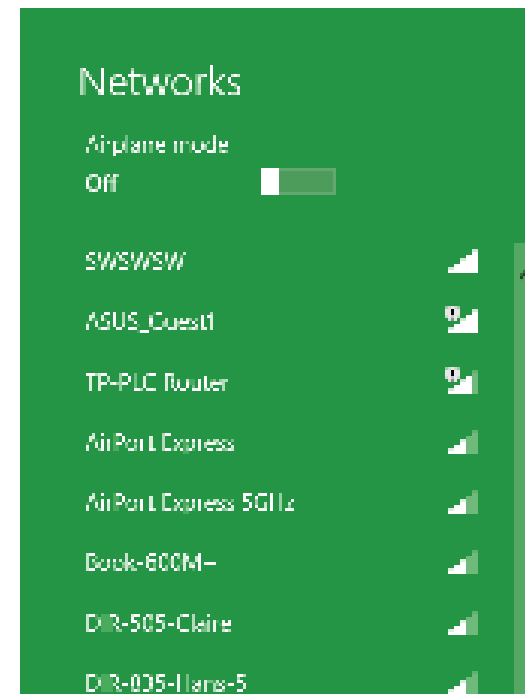 Networks
Airplane mode
Off
SWSWSW
ASUS_Guest1
TP-PLC Router
AirPort Express
AirPort Express 5GHz
Book-600M-
DIR-505-Claire
DIR-835-Hans-5